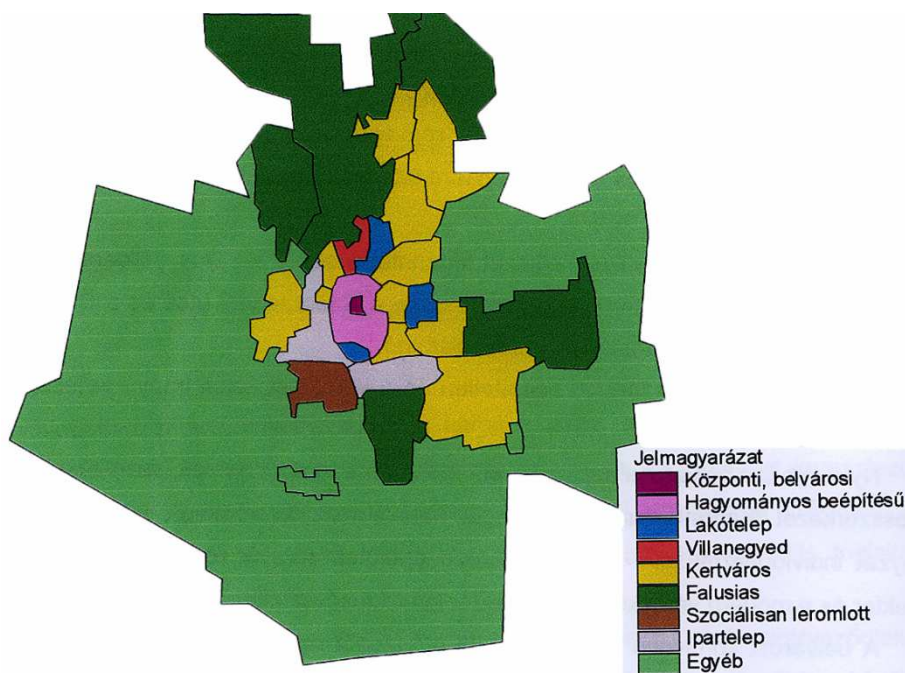 Jelmagyarázat
Központi, belvárosi
Hagyományos beépítésű
Lakótelep
Villanegyed
Kertváros
Falusias
Szociálisan leromlott
Ipartelep
Egyéb